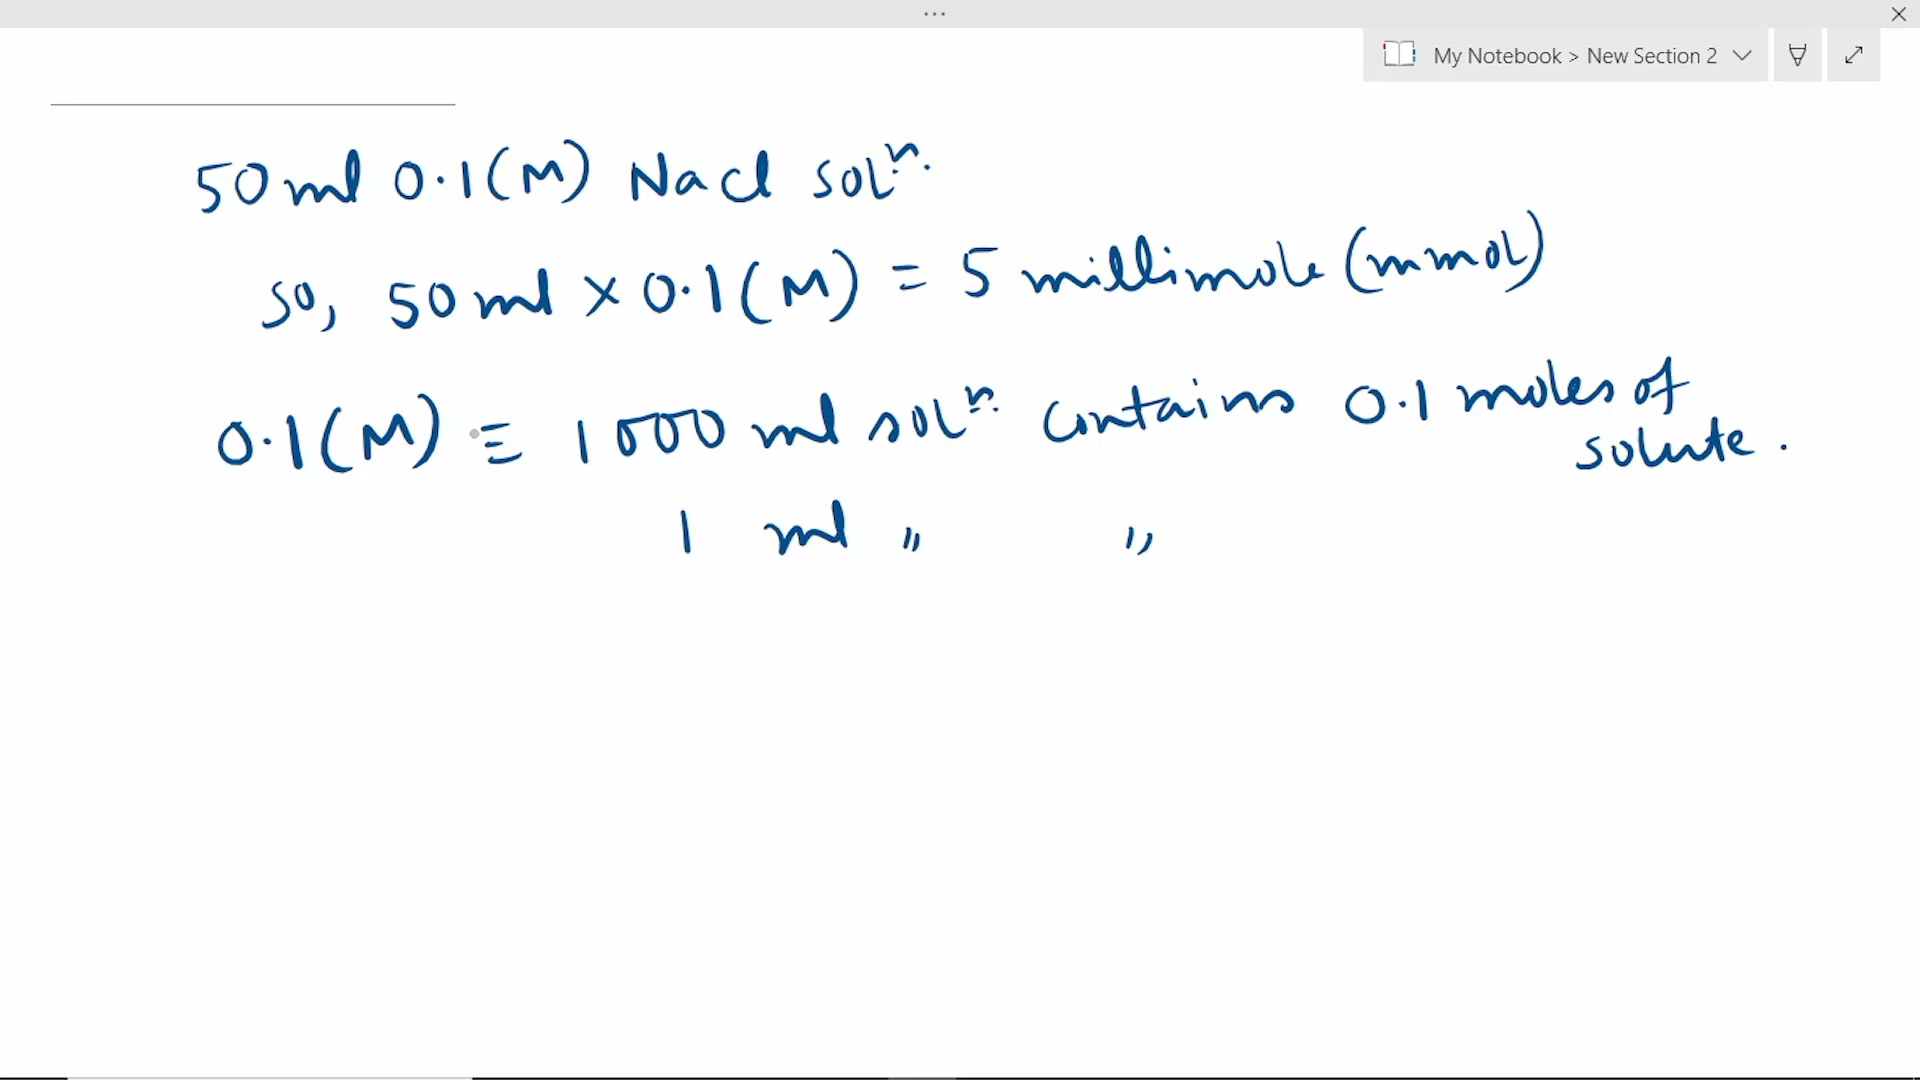 My Notebook > New Section 2
50 ml 0.1(M) Nacl solⁿ.
so, 50 ml × 0.1(M) = 5 millimole (mmol)
0.1(M) ≡ 1000 ml solⁿ. contains 0.1 moles of
solute.
1 ml " "